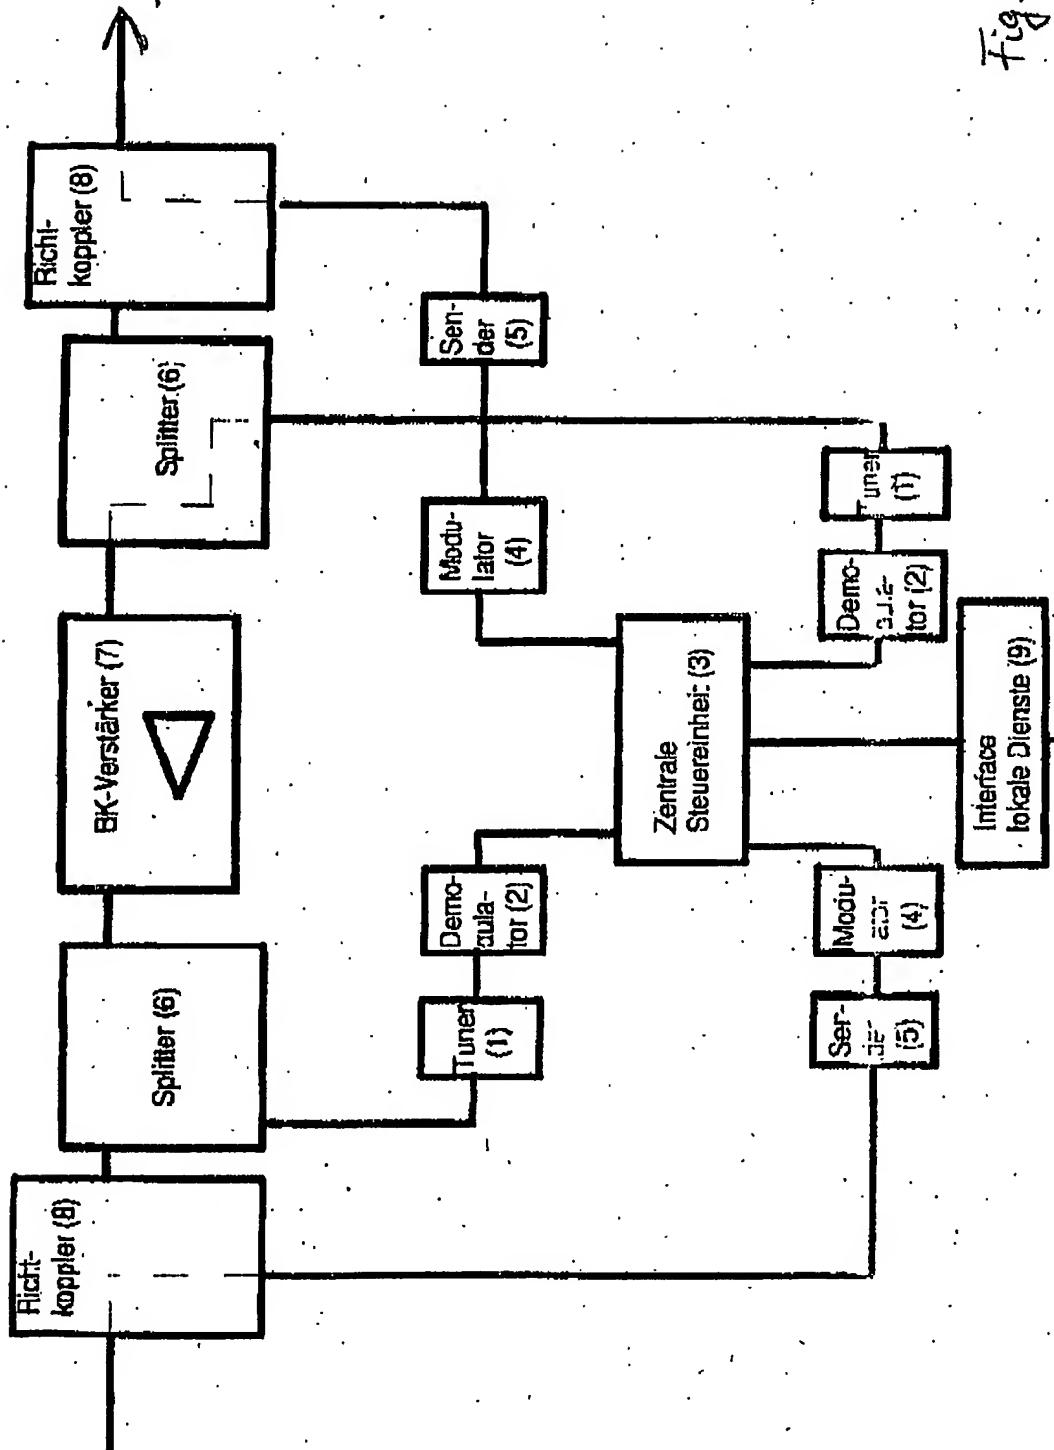 Fig.
Richt-
koppler (8)
Splitter (6)
BK-Verstärker (7)
Splitter (6)
Richt-
koppler (8)
Tuner
(1)
Demo-
dula-
tor (2)
Modu-
lator
(4)
Sen-
der
(5)
Zentrale
Steuereinheit (3)
(5)
Modu-
(4)
Demo-
tor (2)
Tuner
(1)
Interface
lokale Dienste (9)